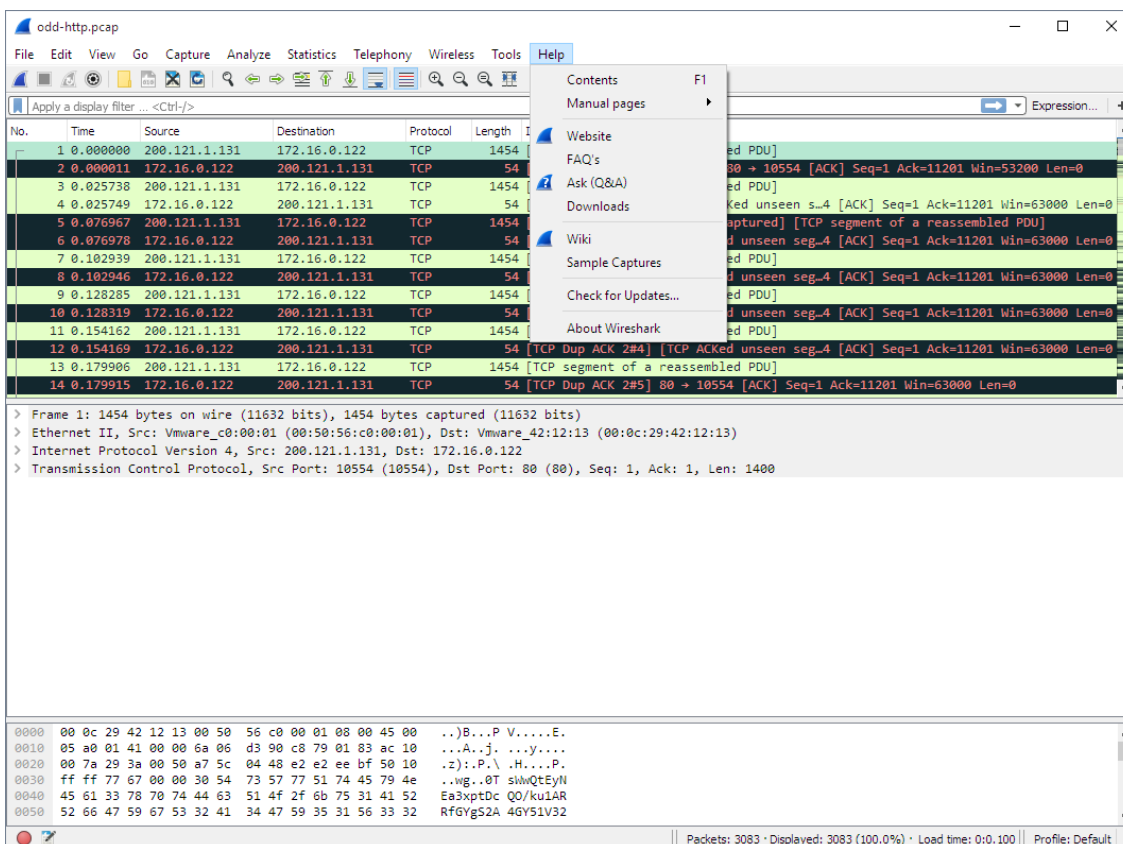 odd-http.pcap
File Edit View Go Capture Analyze Statistics Telephony Wireless Tools Help
Apply a display filter ... <Ctrl-/> Expression... +
No. Time Source Destination Protocol Length I
1 0.000000 200.121.1.131 172.16.0.122 TCP 1454 [ ed PDU]
2 0.000011 172.16.0.122 200.121.1.131 TCP 54 [ 80 → 10554 [ACK] Seq=1 Ack=11201 Win=53200 Len=0
3 0.025738 200.121.1.131 172.16.0.122 TCP 1454 [ ed PDU]
4 0.025749 172.16.0.122 200.121.1.131 TCP 54 [ Ked unseen s…4 [ACK] Seq=1 Ack=11201 Win=63000 Len=0
5 0.076967 200.121.1.131 172.16.0.122 TCP 1454 [ aptured] [TCP segment of a reassembled PDU]
6 0.076978 172.16.0.122 200.121.1.131 TCP 54 [ d unseen seg…4 [ACK] Seq=1 Ack=11201 Win=63000 Len=0
7 0.102939 200.121.1.131 172.16.0.122 TCP 1454 [ ed PDU]
8 0.102946 172.16.0.122 200.121.1.131 TCP 54 [ d unseen seg…4 [ACK] Seq=1 Ack=11201 Win=63000 Len=0
9 0.128285 200.121.1.131 172.16.0.122 TCP 1454 [ ed PDU]
10 0.128319 172.16.0.122 200.121.1.131 TCP 54 [ d unseen seg…4 [ACK] Seq=1 Ack=11201 Win=63000 Len=0
11 0.154162 200.121.1.131 172.16.0.122 TCP 1454 [ ed PDU]
12 0.154169 172.16.0.122 200.121.1.131 TCP 54 [TCP Dup ACK 2#4] [TCP ACKed unseen seg…4 [ACK] Seq=1 Ack=11201 Win=63000 Len=0
13 0.179906 200.121.1.131 172.16.0.122 TCP 1454 [TCP segment of a reassembled PDU]
14 0.179915 172.16.0.122 200.121.1.131 TCP 54 [TCP Dup ACK 2#5] 80 → 10554 [ACK] Seq=1 Ack=11201 Win=63000 Len=0
Contents F1
Manual pages
Website
FAQ's
Ask (Q&A)
Downloads
Wiki
Sample Captures
Check for Updates...
About Wireshark
> Frame 1: 1454 bytes on wire (11632 bits), 1454 bytes captured (11632 bits)
> Ethernet II, Src: Vmware_c0:00:01 (00:50:56:c0:00:01), Dst: Vmware_42:12:13 (00:0c:29:42:12:13)
> Internet Protocol Version 4, Src: 200.121.1.131, Dst: 172.16.0.122
> Transmission Control Protocol, Src Port: 10554 (10554), Dst Port: 80 (80), Seq: 1, Ack: 1, Len: 1400
0000 00 0c 29 42 12 13 00 50 56 c0 00 01 08 00 45 00 ..)B...P V.....E.
0010 05 a0 01 41 00 00 6a 06 d3 90 c8 79 01 83 ac 10 ...A..j. ...y....
0020 00 7a 29 3a 00 50 a7 5c 04 48 e2 e2 ee bf 50 10 .z):.P.\ .H....P.
0030 ff ff 77 67 00 00 30 54 73 57 77 51 74 45 79 4e ..wg..0T sWwQtEyN
0040 45 61 33 78 70 74 44 63 51 4f 2f 6b 75 31 41 52 Ea3xptDc QO/ku1AR
0050 52 66 47 59 67 53 32 41 34 47 59 35 31 56 33 32 RfGYgS2A 4GY51V32
Packets: 3083 · Displayed: 3083 (100.0%) · Load time: 0:0.100 Profile: Default